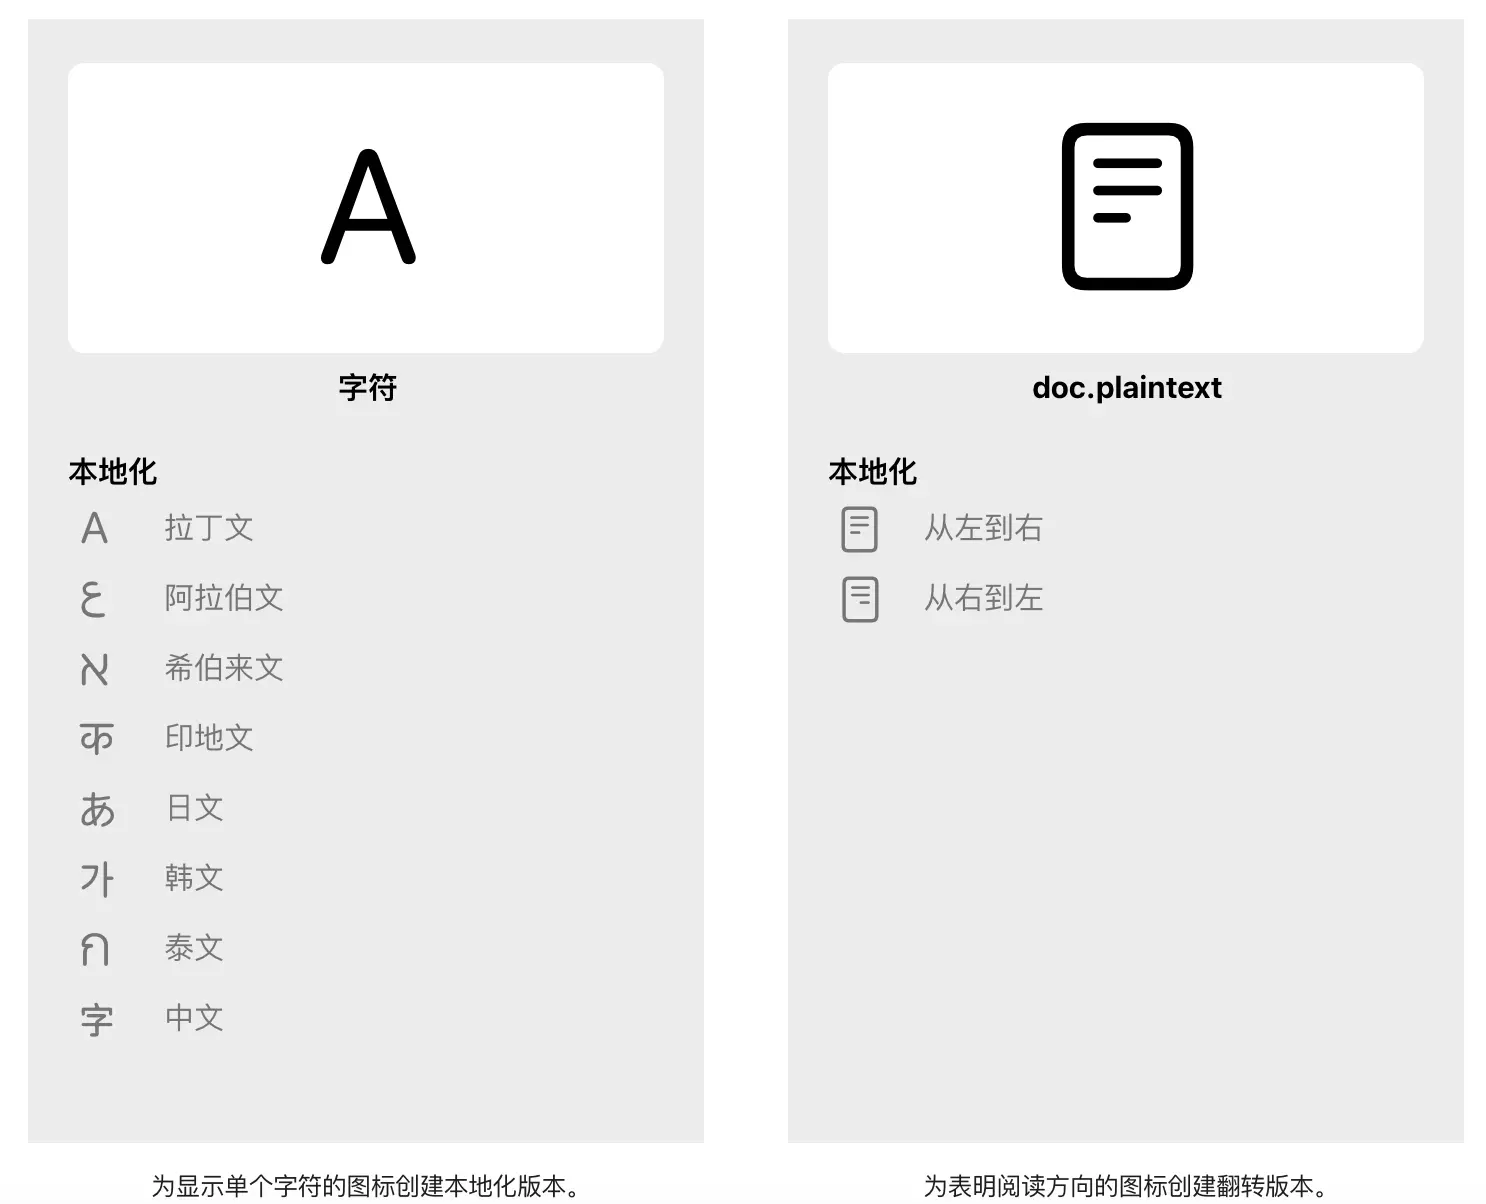 A
字符
本地化
A 拉丁文
ع 阿拉伯文
א 希伯来文
क 印地文
あ 日文
가 韩文
ก 泰文
字 中文
为显示单个字符的图标创建本地化版本。
doc.plaintext
本地化
从左到右
从右到左
为表明阅读方向的图标创建翻转版本。